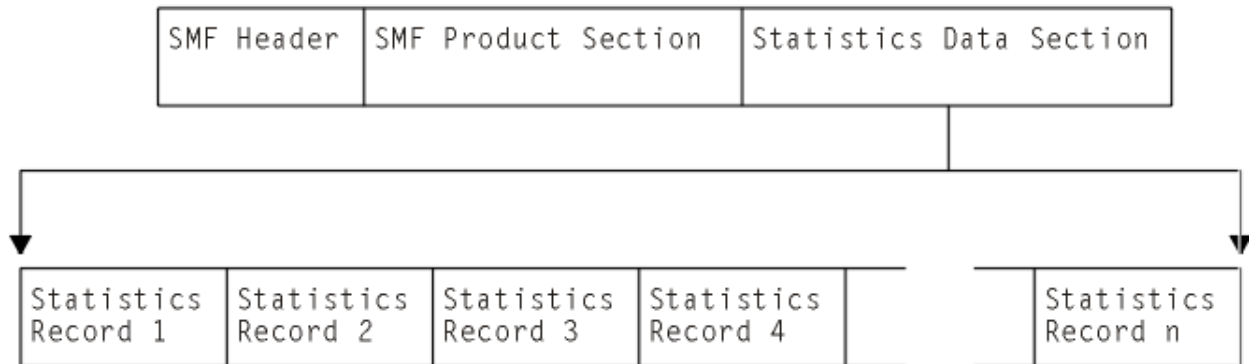 SMF Header SMF Product Section Statistics Data Section
Statistics Statistics Statistics Statistics Statistics
Record 1 Record 2 Record 3 Record 4 Record n